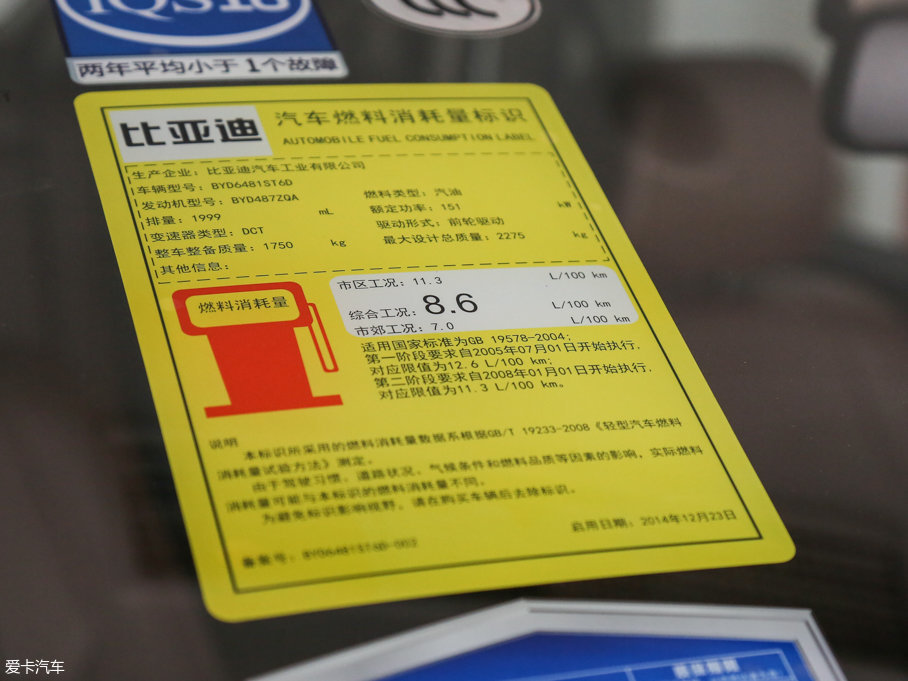 IQS10
两年平均小于1个故障
比亚迪
汽车燃料消耗量标识
AUTOMOBILE FUEL CONSUMPTION LABEL
生产企业：比亚迪汽车工业有限公司
车辆型号：BYD6481ST6D
发动机型号：BYD487ZQA 燃料类型：汽油
排量：1999 mL 额定功率：151 kW
变速器类型：DCT 驱动形式：前轮驱动
整车整备质量：1750 kg 最大设计总质量：2275 kg
其他信息：
燃料消耗量
市区工况：11.3 L/100 km
综合工况：8.6 L/100 km
市郊工况：7.0 L/100 km
适用国家标准为GB 19578-2004；
第一阶段要求自2005年07月01日开始执行，
对应限值为12.6 L/100 km；
第二阶段要求自2008年01月01日开始执行，
对应限值为11.3 L/100 km。
说明
本标识所采用的燃料消耗量数据系根据GB/T 19233-2008《轻型汽车燃料
消耗量试验方法》测定。
由于驾驶习惯、道路状况、气候条件和燃料品质等因素的影响，实际燃料
消耗量可能与本标识的燃料消耗量不同。
为避免标识影响视野，请在购买车辆后去除标识。
启用日期：2014年12月23日
备案号：BYD6481ST6D-002
爱卡汽车